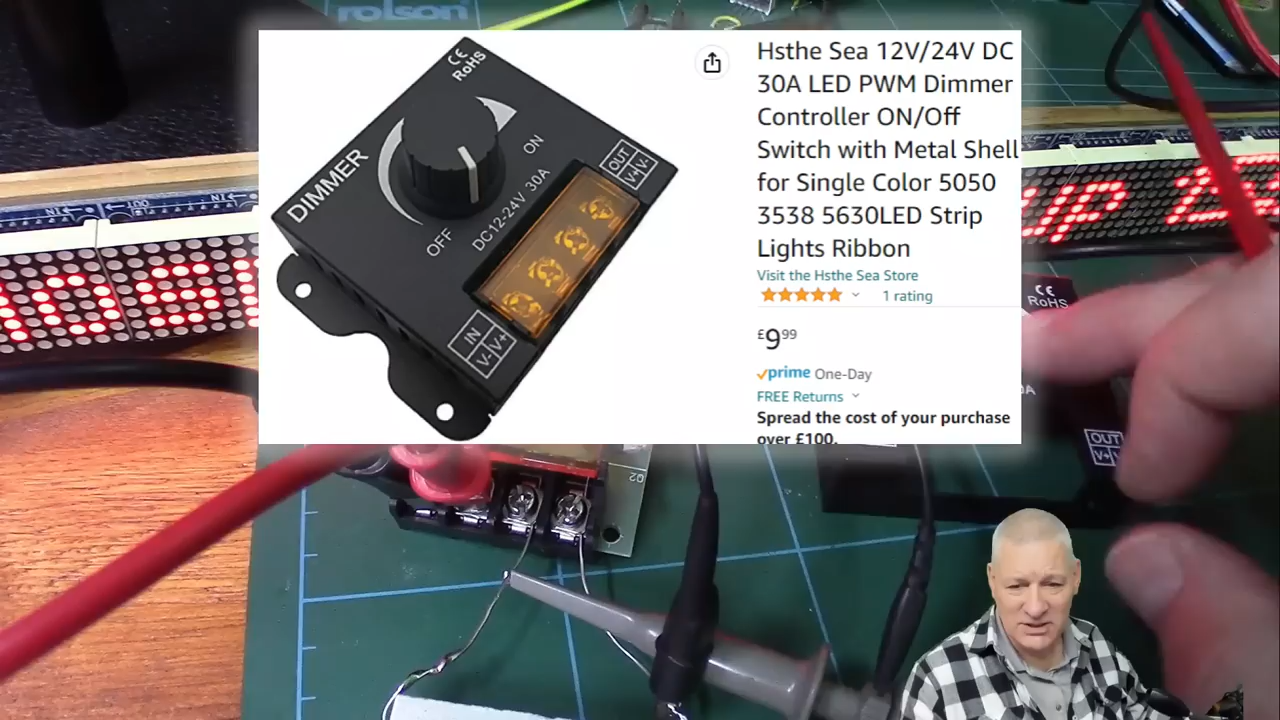 rolson
Hsthe Sea 12V/24V DC
30A LED PWM Dimmer
Controller ON/Off
Switch with Metal Shell
for Single Color 5050
3538 5630LED Strip
Lights Ribbon
Visit the Hsthe Sea Store
1 rating
£9.99
prime One-Day
FREE Returns
Spread the cost of your purchase
over £100.
CE
RoHS
DIMMER
ON
OFF
DC12-24V 30A
OUT
V+ V-
IN
V- V+
OUT
UP
CE
RoHS
OUT
V+
Q2